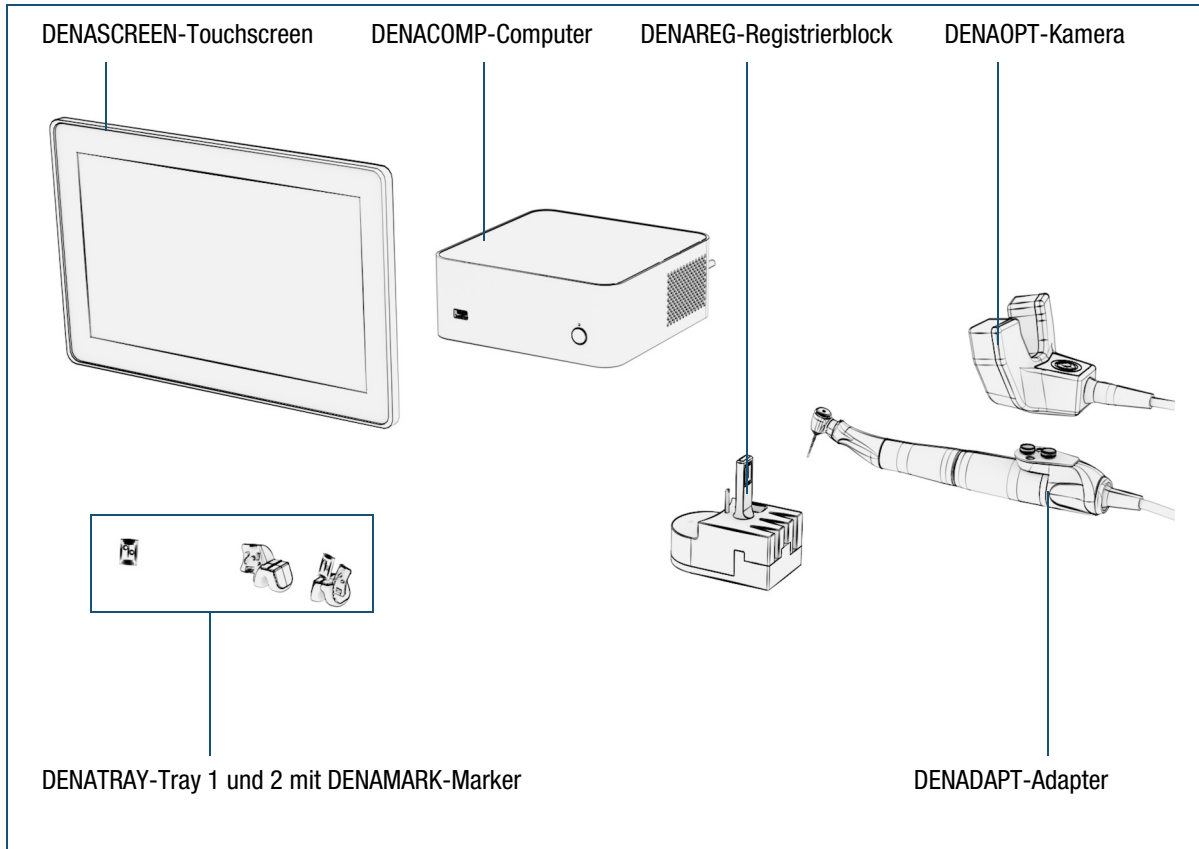 DENASCREEN-Touchscreen
DENACOMP-Computer
DENAREG-Registrierblock
DENAOPT-Kamera
DENATRAY-Tray 1 und 2 mit DENAMARK-Marker
DENADAPT-Adapter